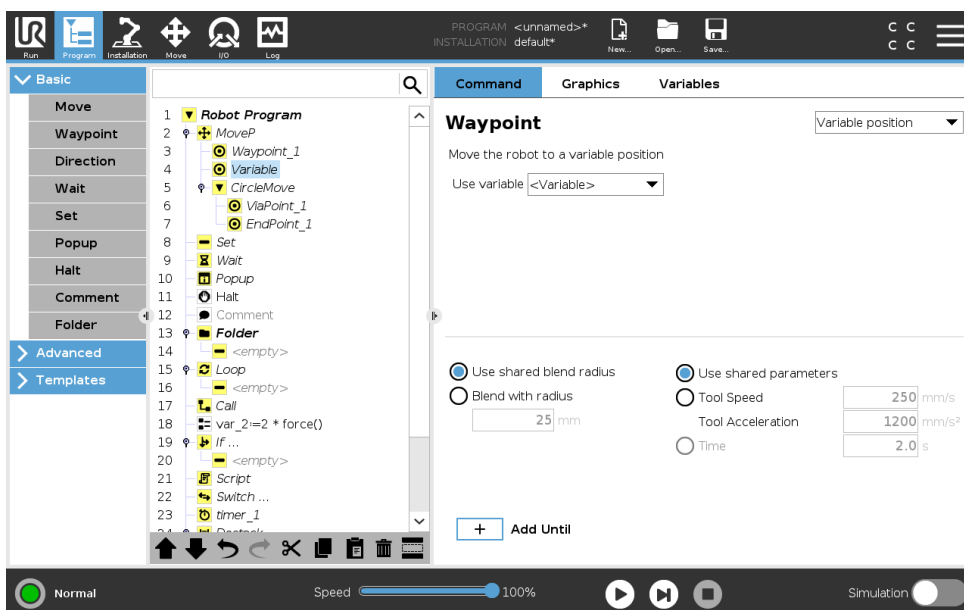 UR
Run
Program
Installation
Move
I/O
Log
PROGRAM <unnamed>*
INSTALLATION default*
New...
Open...
Save...
C C
C C
Basic
Move
Waypoint
Direction
Wait
Set
Popup
Halt
Comment
Folder
Advanced
Templates
1 Robot Program
2 MoveP
3 Waypoint_1
4 Variable
5 CircleMove
6 ViaPoint_1
7 EndPoint_1
8 Set
9 Wait
10 Popup
11 Halt
12 Comment
13 Folder
14 <empty>
15 Loop
16 <empty>
17 Call
18 var_2:=2 * force()
19 If ...
20 <empty>
21 Script
22 Switch ...
23 timer_1
Command Graphics Variables
Waypoint
Variable position
Move the robot to a variable position
Use variable <Variable>
Use shared blend radius
Blend with radius
25 mm
Use shared parameters
Tool Speed 250 mm/s
Tool Acceleration 1200 mm/s²
Time 2.0 s
+ Add Until
Normal
Speed 100%
Simulation